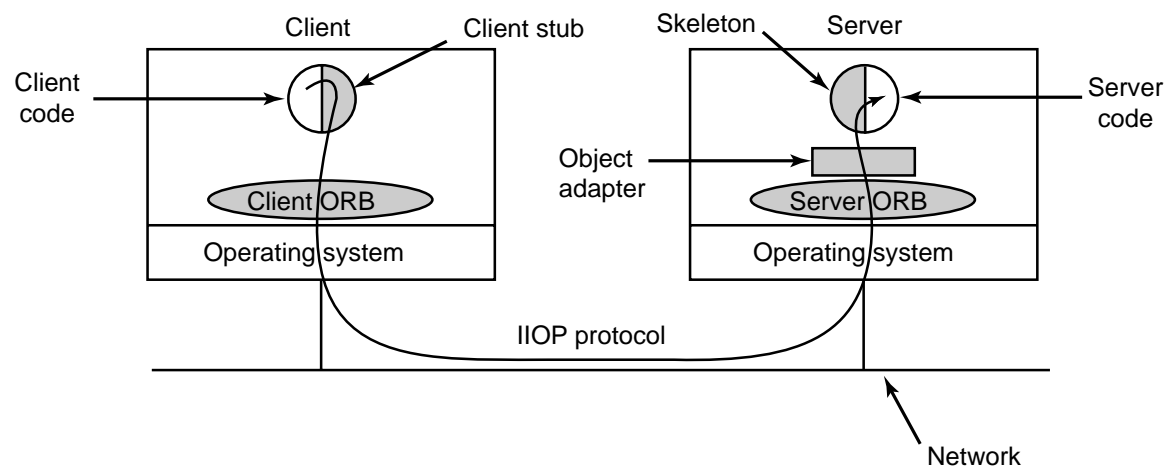 Client
Client stub
Skeleton
Server
Client
code
Server
code
Object
adapter
Client ORB
Server ORB
Operating system
Operating system
IIOP protocol
Network